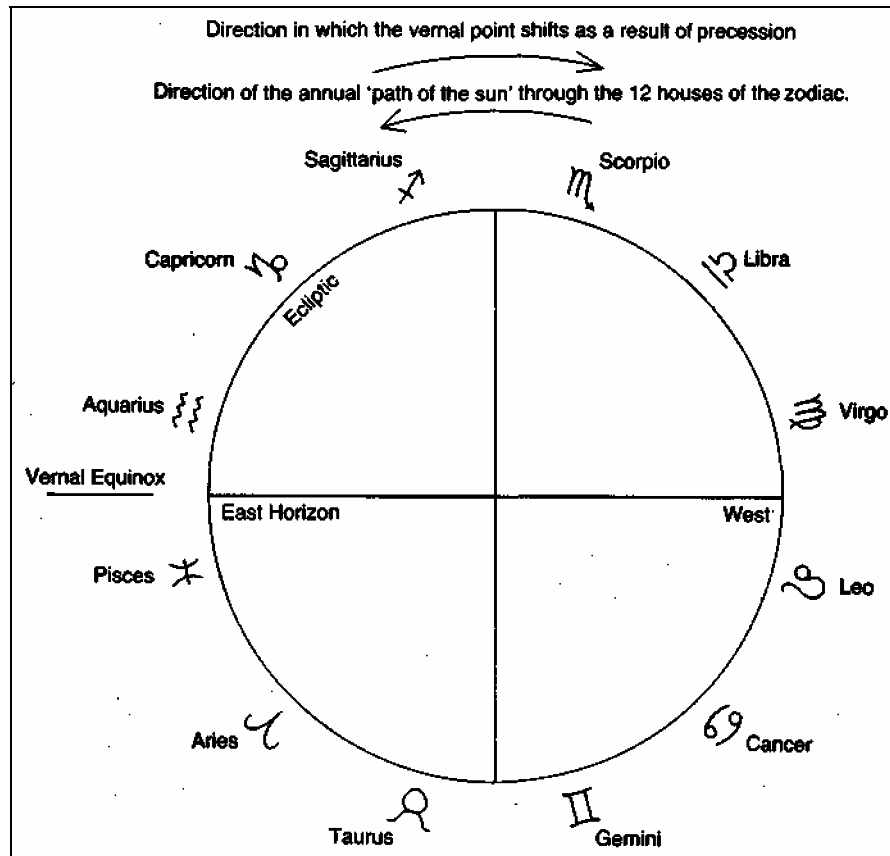 Direction in which the vernal point shifts as a result of precession
Direction of the annual 'path of the sun' through the 12 houses of the zodiac.
Sagittarius
Scorpio
Capricorn
Libra
Ecliptic
Aquarius
Virgo
Vernal Equinox
East Horizon
West
Pisces
Leo
Aries
Cancer
Taurus
Gemini